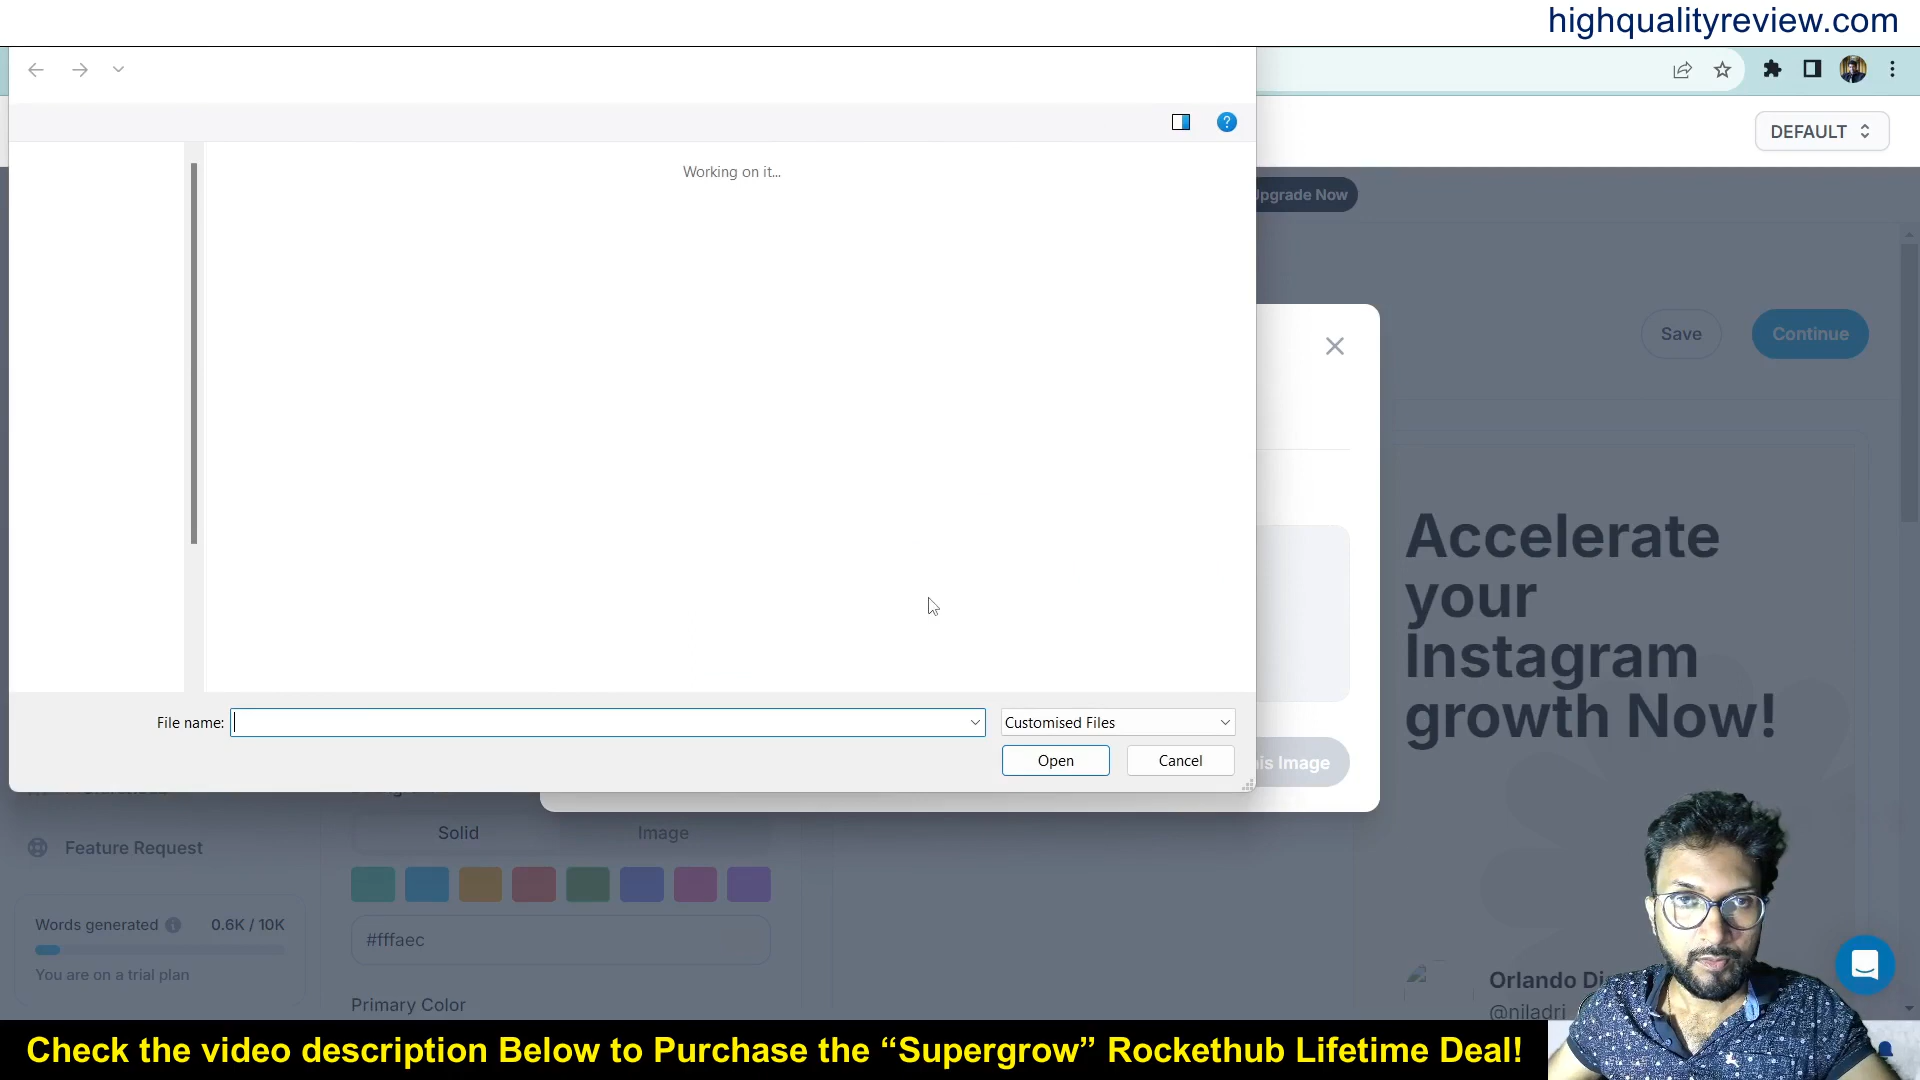 highqualityreview.com
DEFAULT
Working on it...
pgrade Now
Save
Continue
Accelerate
your
Instagram
growth Now!
File name:
Customised Files
Open
Cancel
is Image
Solid
Image
Feature Request
Words generated
0.6K / 10K
#fffaec
You are on a trial plan
Primary Color
Orlando Di
@niladri
Check the video description Below to Purchase the “Supergrow” Rockethub Lifetime Deal!